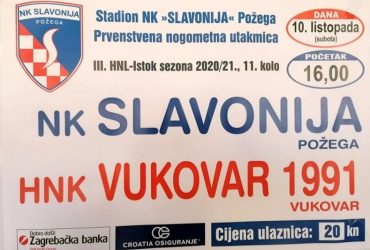 NK SLAVONIJA
POŽEGA
Stadion NK »SLAVONIJA« Požega
Prvenstvena nogometna utakmica
III. HNL-Istok sezona 2020/21., 11. kolo
DANA
10. listopada
(subota)
POČETAK
16,00
NK SLAVONIJA
POŽEGA
HNK VUKOVAR 1991
VUKOVAR
Dobro došli
Zagrebačka banka
CROATIA OSIGURANJE
Cijena ulaznica: 20 kn